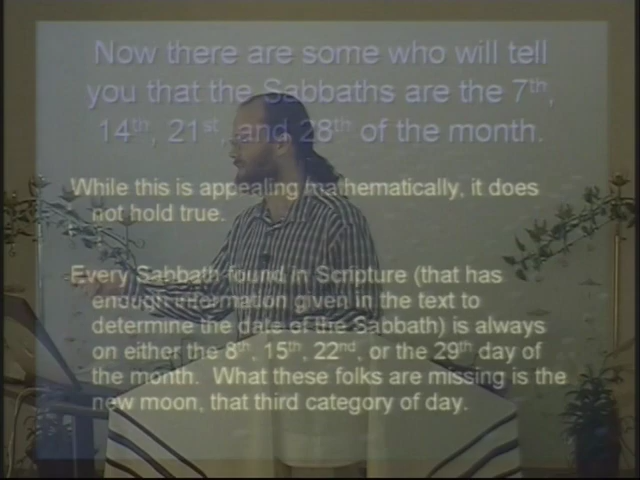 Now there are some who will tell
you that the Sabbaths are the 7th,
14th, 21st, and 28th of the month.
While this is appealing mathematically, it does
not hold true.
Every Sabbath found in Scripture (that has
enough information given in the text to
determine the date of the Sabbath) is always
on either the 8th, 15th, 22nd, or the 29th day of
the month. What these folks are missing is the
new moon, that third category of day.